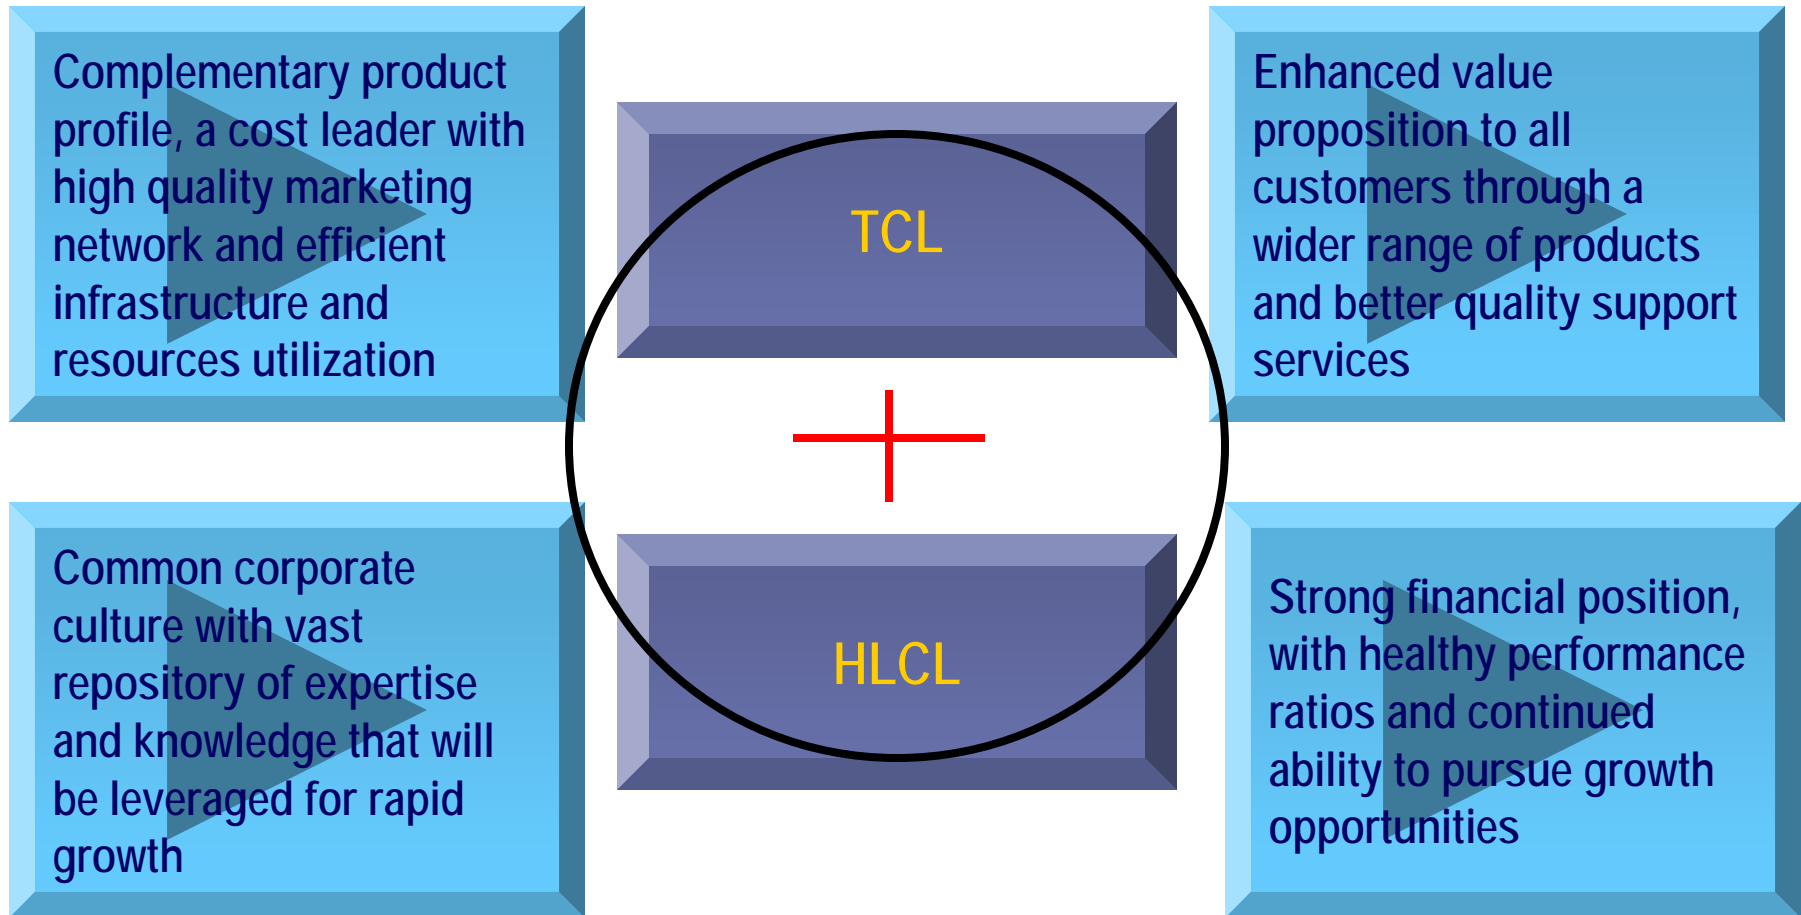 Complementary product
profile, a cost leader with
high quality marketing
network and efficient
infrastructure and
resources utilization
TCL
Enhanced value
proposition to all
customers through a
wider range of products
and better quality support
services
Common corporate
culture with vast
repository of expertise
and knowledge that will
be leveraged for rapid
growth
HLCL
Strong financial position,
with healthy performance
ratios and continued
ability to pursue growth
opportunities